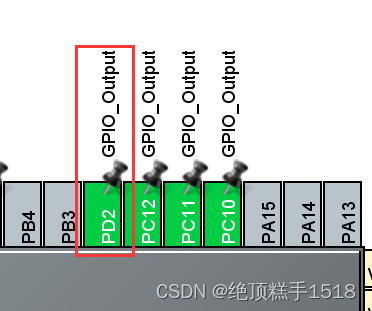 GPIO_Output
GPIO_Output
GPIO_Output
GPIO_Output
PB4
PB3
PD2
PC12
PC11
PC10
PA15
PA14
PA13
CSDN @绝顶糕手1518